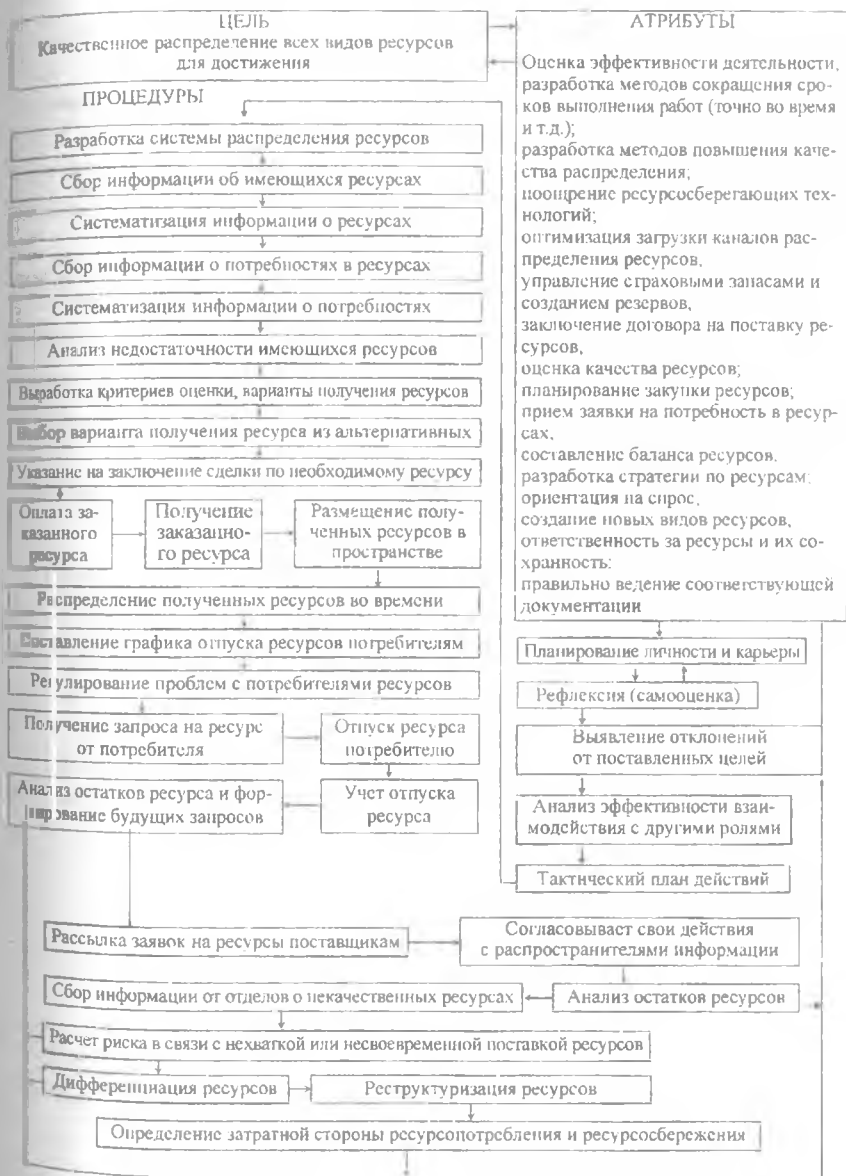 ЦЕЛЬ
Качественное распределение всех видов ресурсов
для достижения
ПРОЦЕДУРЫ
Разработка системы распределения ресурсов
Сбор информации об имеющихся ресурсах
Систематизация информации о ресурсах
Сбор информации о потребностях в ресурсах
Систематизация информации о потребностях
Анализ недостаточности имеющихся ресурсов
Выработка критериев оценки, варианты получения ресурсов
Выбор варианта получения ресурса из альтернативных
Указание на заключение сделки по необходимому ресурсу
Оплата за-
казанного
ресурса
Получение
заказанно-
го ресурса
Размещение полу-
ченных ресурсов в
пространстве
Распределение полученных ресурсов во времени
Составление графика отпуска ресурсов потребителям
Регулирование проблем с потребителями ресурсов
Получение запроса на ресурс
от потребителя
Отпуск ресурса
потребителю
Анализ остатков ресурса и фор-
мирование будущих запросов
Учет отпуска
ресурса
АТРИБУТЫ
Оценка эффективности деятельности,
разработка методов сокращения сро-
ков выполнения работ (точно во время
и т.д.);
разработка методов повышения каче-
ства распределения;
поощрение ресурсосберегающих тех-
нологий;
оптимизация загрузки каналов рас-
пределения ресурсов,
управление страховыми запасами и
созданием резервов,
заключение договора на поставку ре-
сурсов,
оценка качества ресурсов;
планирование закупки ресурсов;
прием заявки на потребность в ресур-
сах,
составление баланса ресурсов,
разработка стратегии по ресурсам;
ориентация на спрос,
создание новых видов ресурсов,
ответственность за ресурсы и их со-
хранность:
правильно ведение соответствующей
документации
Планирование личности и карьеры
Рефлексия (самооценка)
Выявление отклонений
от поставленных целей
Анализ эффективности взаи-
модействия с другими ролями
Тактический план действий
Рассылка заявок на ресурсы поставщикам
Согласовывает свои действия
с распространителями информации
Сбор информации от отделов о некачественных ресурсах
Анализ остатков ресурсов
Расчет риска в связи с нехваткой или несвоевременной поставкой ресурсов
Дифференциация ресурсов
Реструктуризация ресурсов
Определение затратной стороны ресурсопотребления и ресурсосбережения